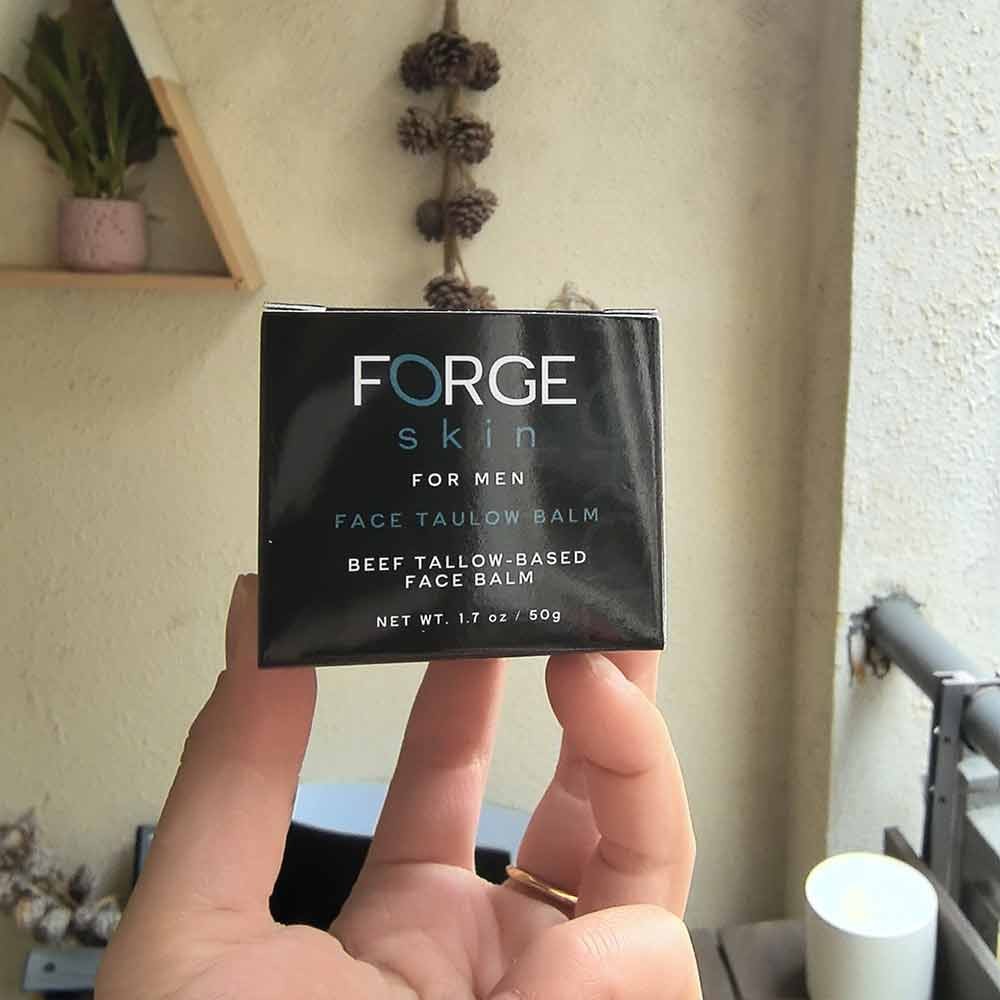 FORGE
skin
FOR MEN
FACE TAULOW BALM
BEEF TALLOW-BASED
FACE BALM
NET WT. 1.7 oz / 50g